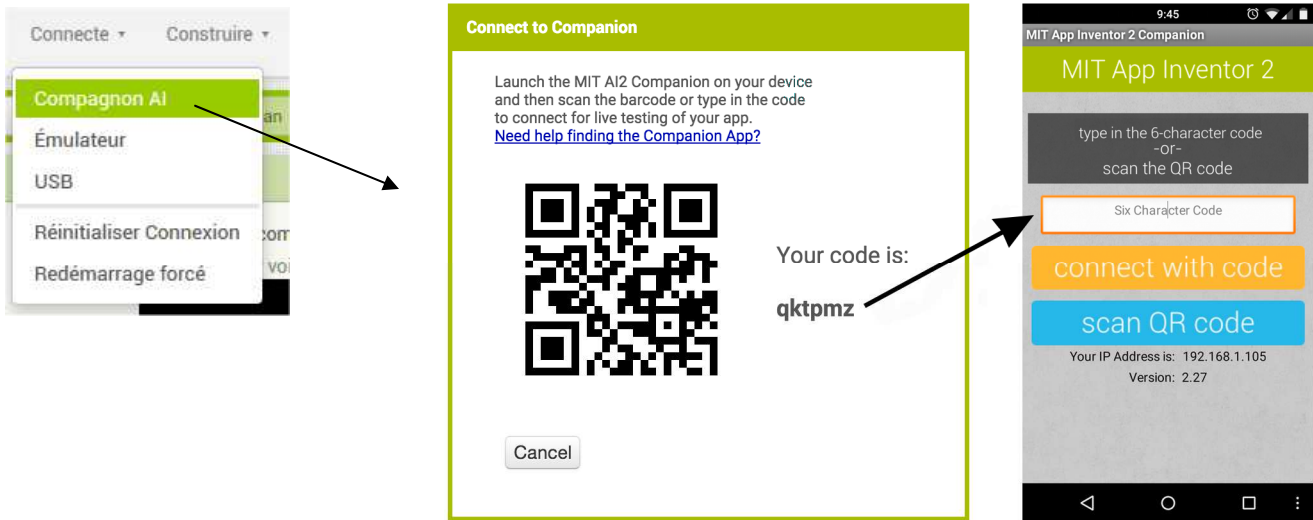 Connecte
Construire
Compagnon AI
an
Émulateur
USB
Réinitialiser Connexion
com
Redémarrage forcé
voi
Connect to Companion
Launch the MIT AI2 Companion on your device
and then scan the barcode or type in the code
to connect for live testing of your app.
Need help finding the Companion App?
Your code is:
qktpmz
Cancel
9:45
MIT App Inventor 2 Companion
MIT App Inventor 2
type in the 6-character code
-or-
scan the QR code
Six Character Code
connect with code
scan QR code
Your IP Address is: 192.168.1.105
Version: 2.27